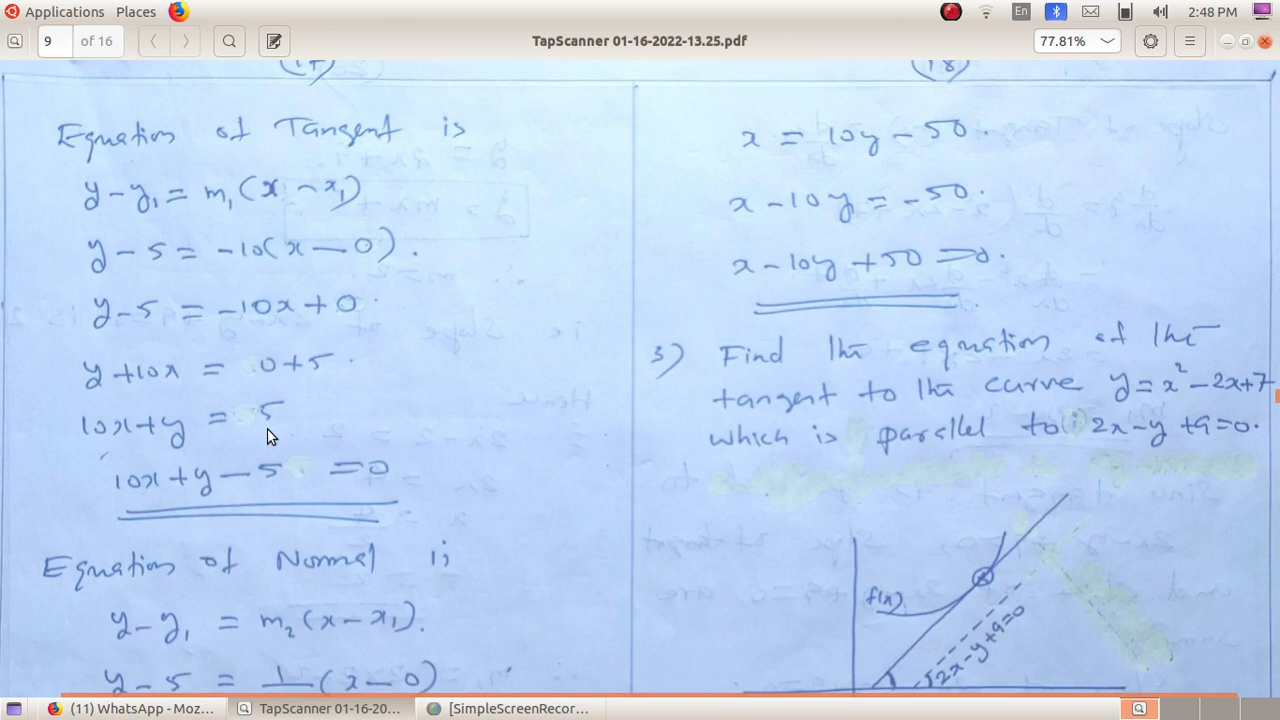 Applications Places
En
2:48 PM
9 of 16
TapScanner 01-16-2022-13.25.pdf
77.81%
(17)
Equation of Tangent is
y-y₁ = m₁(x-x₁)
y-5 = -10(x-0).
y-5 = -10x+0.
y+10x = 0+5.
10x+y = 5
10x+y-5 =0
Equation of Normal is
y-y₁ = m₂(x-x₁).
y-5 = 1 (x-0)
(18)
x = 10y-50.
x-10y = -50.
x-10y+50 =0.
3) Find the equation of the
tangent to the curve y=x²-2x+7
which is parallel to 2x-y+9=0.
f(x)
2x-y+9=0
(11) WhatsApp - Moz...
TapScanner 01-16-20...
[SimpleScreenRecor...